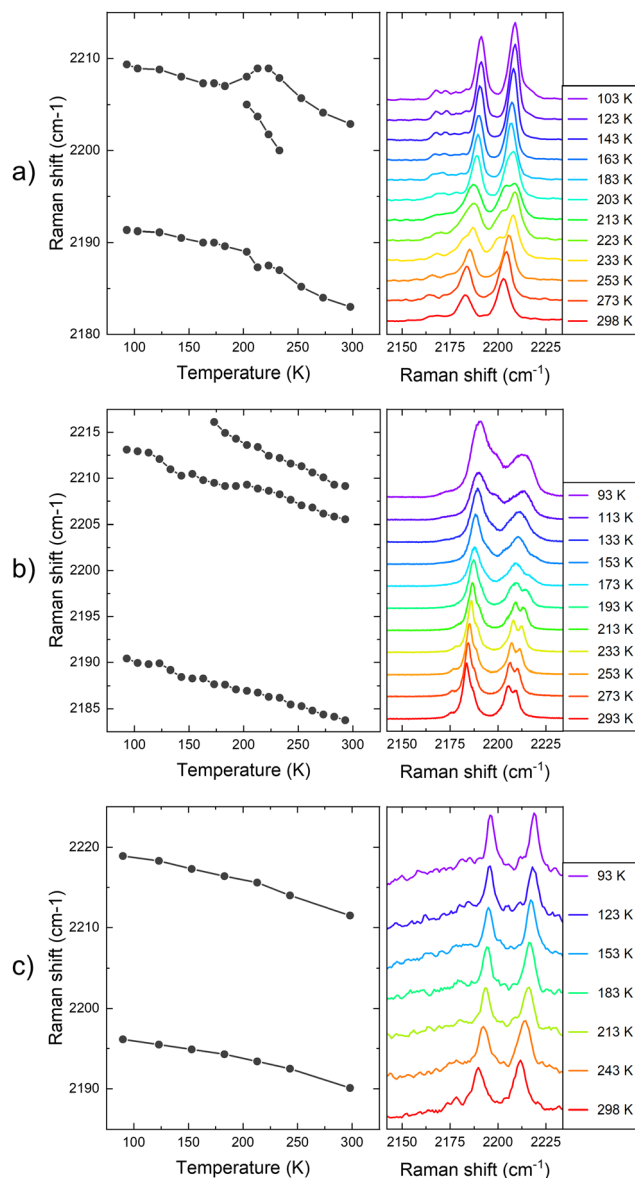 a)
Raman shift (cm-1)
2210
2200
2190
2180
100 150 200 250 300
Temperature (K)
2150 2175 2200 2225
Raman shift (cm⁻¹)
103 K
123 K
143 K
163 K
183 K
203 K
213 K
223 K
233 K
253 K
273 K
298 K
b)
Raman shift (cm-1)
2215
2210
2205
2200
2195
2190
2185
100 150 200 250 300
Temperature (K)
2150 2175 2200 2225
Raman shift (cm⁻¹)
93 K
113 K
133 K
153 K
173 K
193 K
213 K
233 K
253 K
273 K
293 K
c)
Raman shift (cm-1)
2220
2210
2200
2190
100 150 200 250 300
Temperature (K)
2150 2175 2200 2225
Raman shift (cm⁻¹)
93 K
123 K
153 K
183 K
213 K
243 K
298 K